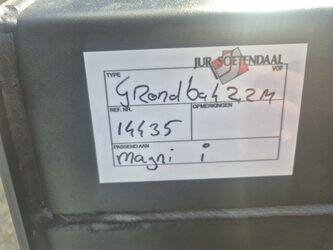 JUR SOETENDAAL
VOF
TYPE
GRondbak 2,2M
REF. NR. OPMERKINGEN
14435
PASSEND AAN
magni i